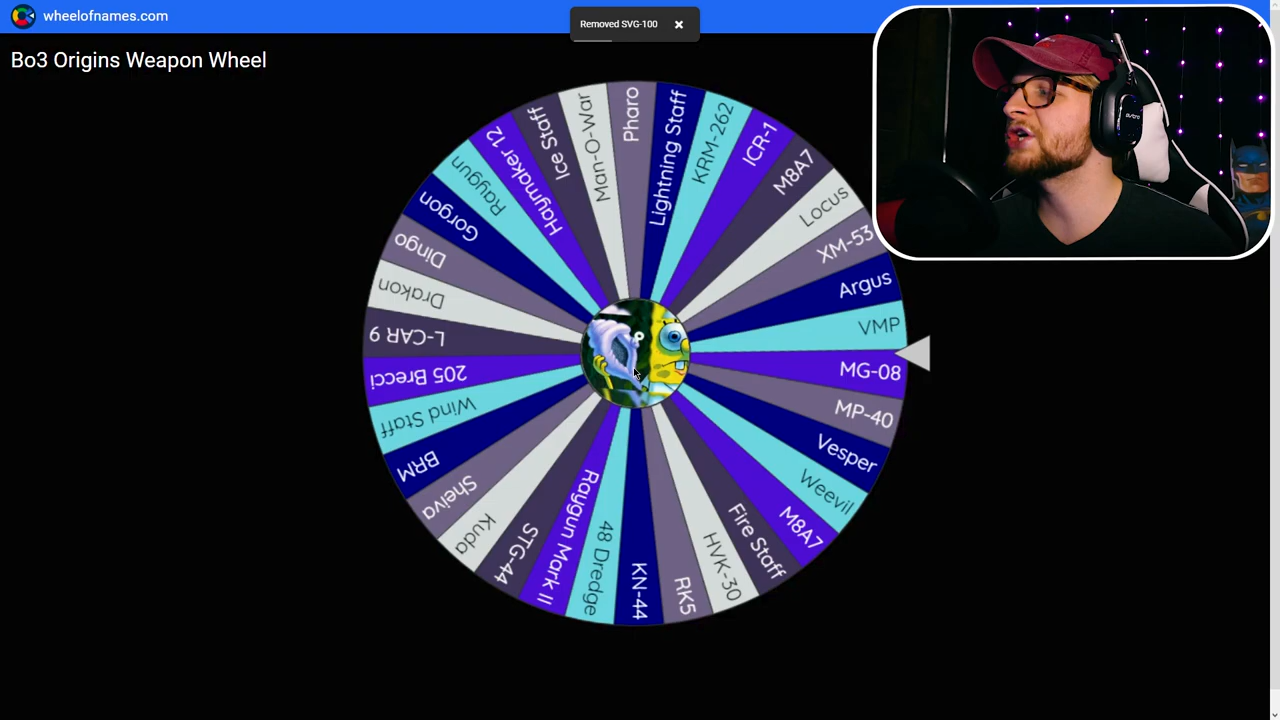 wheelofnames.com
Removed SVG-100
Bo3 Origins Weapon Wheel
Pharo
Lightning Staff
KRM-262
ICR-1
M8A7
Locus
XM-53
Argus
VMP
MG-08
MP-40
Vesper
Weevil
M8A7
Fire Staff
HVK-30
RK5
KN-44
48 Dredge
Raygun Mark II
STG-44
Kuda
Sheiva
BRM
Wind Staff
205 Brecci
L-CAR 9
Drakon
Dingo
Gorgon
Raygun
Haymaker 12
Ice Staff
Man-O-War